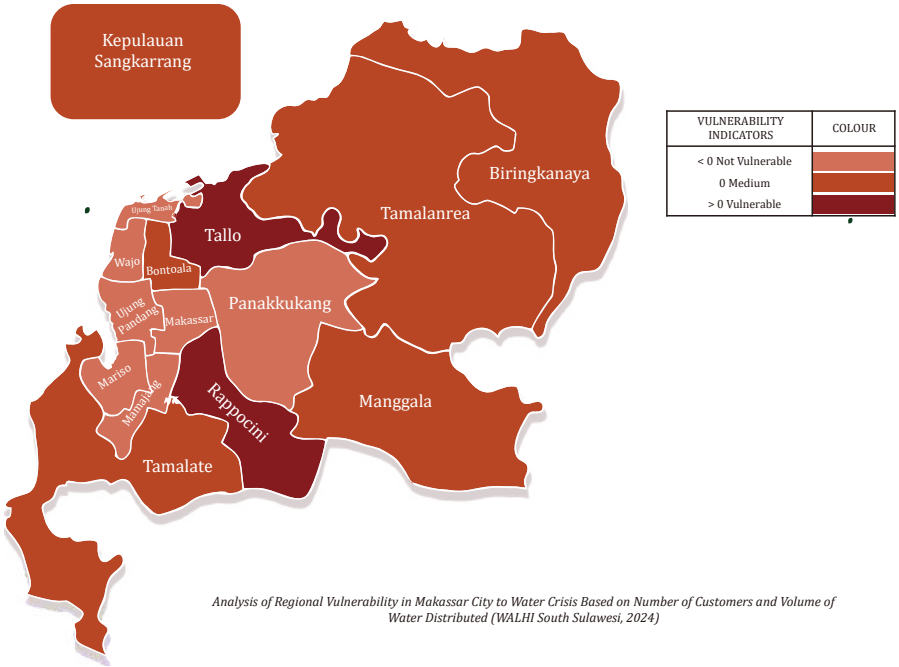 Kepulauan
Sangkarrang
VULNERABILITY
INDICATORS
COLOUR
< 0 Not Vulnerable
0 Medium
> 0 Vulnerable
Biringkanaya
Tamalanrea
Ujung Tanah
Tallo
Wajo
Bontoala
Ujung
Pandang
Makassar
Panakkukang
Mariso
Mamajang
Rappocini
Manggala
Tamalate
Analysis of Regional Vulnerability in Makassar City to Water Crisis Based on Number of Customers and Volume of
Water Distributed (WALHI South Sulawesi, 2024)